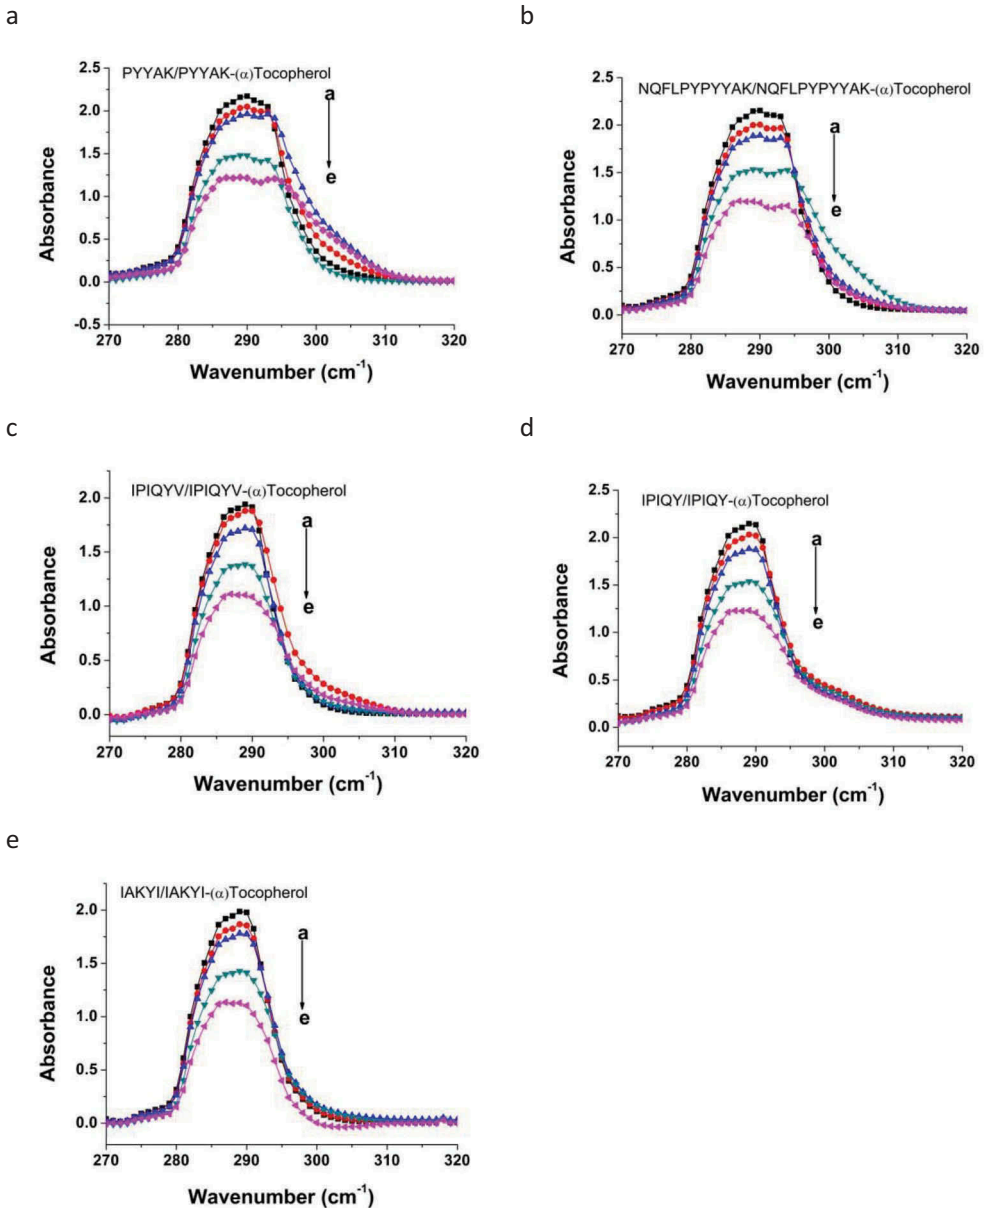 a
PYYAK/PYYAK-(α)Tocopherol
a
e
2.5
2.0
1.5
1.0
0.5
0.0
-0.5
Absorbance
270 280 290 300 310 320
Wavenumber (cm⁻¹)
b
NQFLPYPYYAK/NQFLPYPYYAK-(α)Tocopherol
a
e
2.5
2.0
1.5
1.0
0.5
0.0
Absorbance
270 280 290 300 310 320
Wavenumber (cm⁻¹)
c
IPIQYV/IPIQYV-(α)Tocopherol
a
e
2.0
1.5
1.0
0.5
0.0
Absorbance
270 280 290 300 310 320
Wavenumber (cm⁻¹)
d
IPIQY/IPIQY-(α)Tocopherol
a
e
2.5
2.0
1.5
1.0
0.5
0.0
Absorbance
270 280 290 300 310 320
Wavenumber (cm⁻¹)
e
IAKYI/IAKYI-(α)Tocopherol
a
e
2.0
1.5
1.0
0.5
0.0
Absorbance
270 280 290 300 310 320
Wavenumber (cm⁻¹)